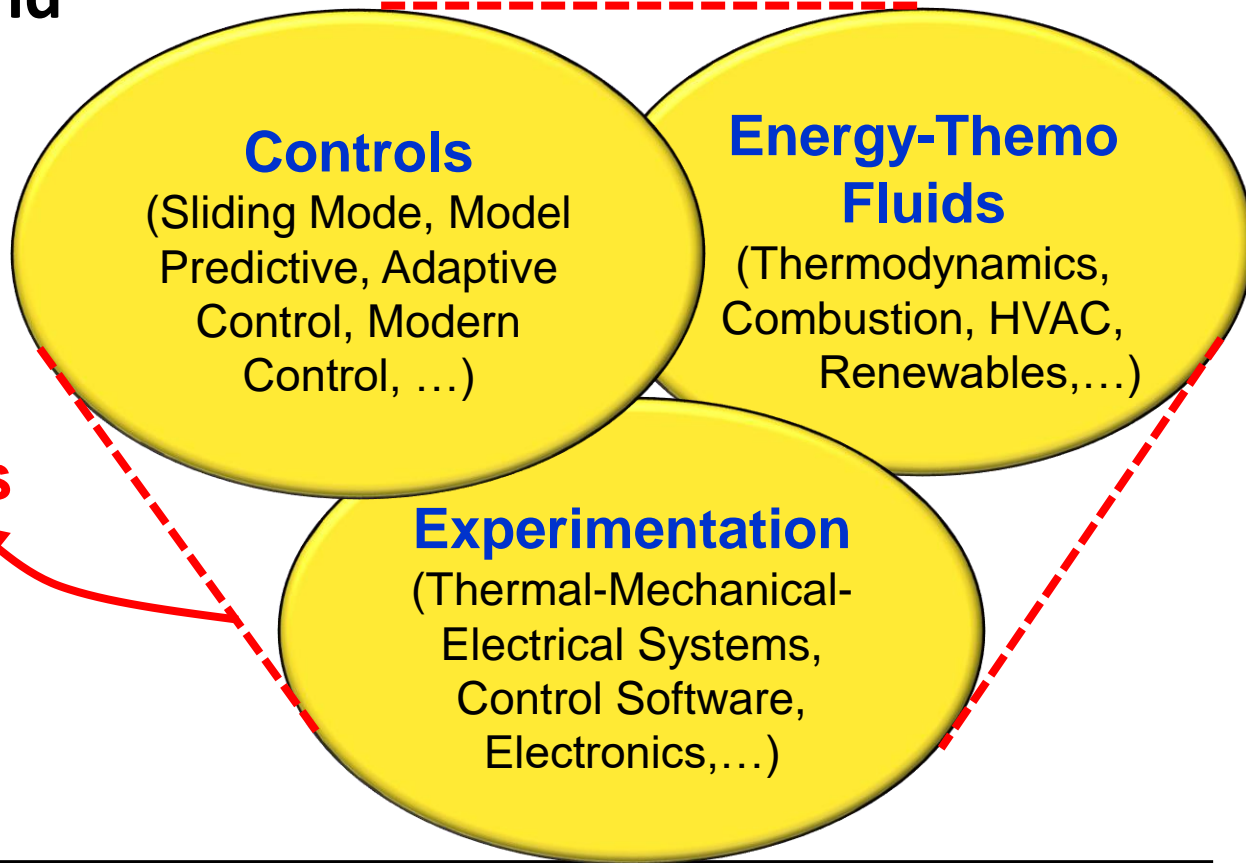 Controls
(Sliding Mode, Model
Predictive, Adaptive
Control, Modern
Control, …)
Energy-Themo
Fluids
(Thermodynamics,
Combustion, HVAC,
Renewables,…)
Experimentation
(Thermal-Mechanical-
Electrical Systems,
Control Software,
Electronics,…)